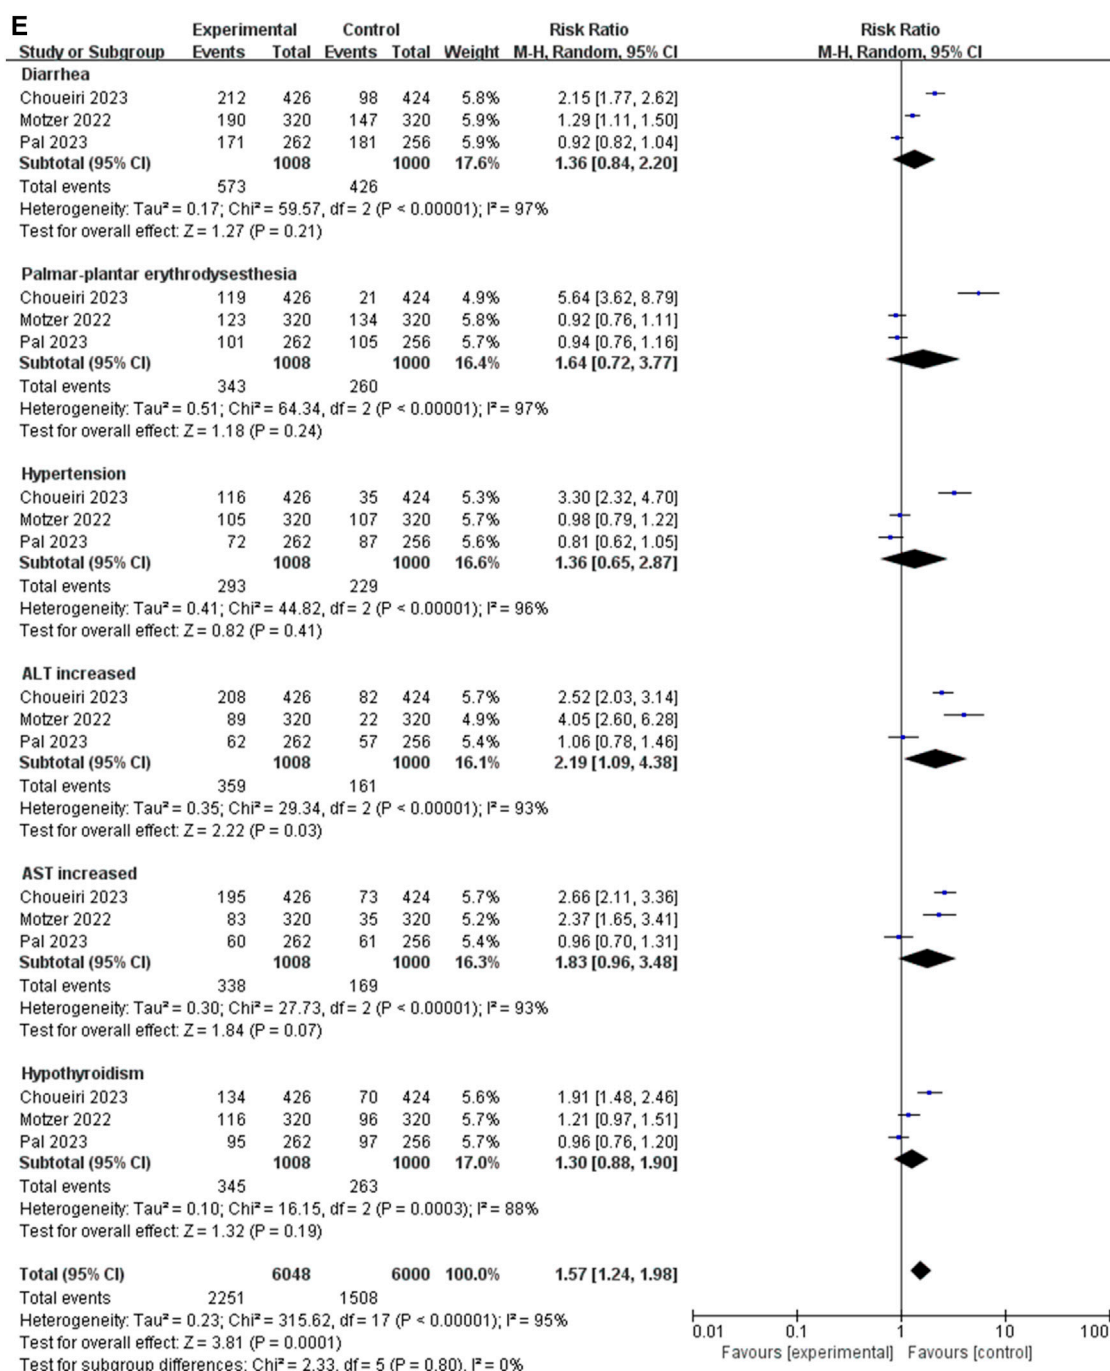 E
Experimental Control Risk Ratio Risk Ratio
Study or Subgroup Events Total Events Total Weight M-H, Random, 95% CI M-H, Random, 95% CI
Diarrhea
Choueiri 2023 212 426 98 424 5.8% 2.15 [1.77, 2.62]
Motzer 2022 190 320 147 320 5.9% 1.29 [1.11, 1.50]
Pal 2023 171 262 181 256 5.9% 0.92 [0.82, 1.04]
Subtotal (95% CI) 1008 1000 17.6% 1.36 [0.84, 2.20]
Total events 573 426
Heterogeneity: Tau² = 0.17; Chi² = 59.57, df = 2 (P < 0.00001); I² = 97%
Test for overall effect: Z = 1.27 (P = 0.21)
Palmar-plantar erythrodysesthesia
Choueiri 2023 119 426 21 424 4.9% 5.64 [3.62, 8.79]
Motzer 2022 123 320 134 320 5.8% 0.92 [0.76, 1.11]
Pal 2023 101 262 105 256 5.7% 0.94 [0.76, 1.16]
Subtotal (95% CI) 1008 1000 16.4% 1.64 [0.72, 3.77]
Total events 343 260
Heterogeneity: Tau² = 0.51; Chi² = 64.34, df = 2 (P < 0.00001); I² = 97%
Test for overall effect: Z = 1.18 (P = 0.24)
Hypertension
Choueiri 2023 116 426 35 424 5.3% 3.30 [2.32, 4.70]
Motzer 2022 105 320 107 320 5.7% 0.98 [0.79, 1.22]
Pal 2023 72 262 87 256 5.6% 0.81 [0.62, 1.05]
Subtotal (95% CI) 1008 1000 16.6% 1.36 [0.65, 2.87]
Total events 293 229
Heterogeneity: Tau² = 0.41; Chi² = 44.82, df = 2 (P < 0.00001); I² = 96%
Test for overall effect: Z = 0.82 (P = 0.41)
ALT increased
Choueiri 2023 208 426 82 424 5.7% 2.52 [2.03, 3.14]
Motzer 2022 89 320 22 320 4.9% 4.05 [2.60, 6.28]
Pal 2023 62 262 57 256 5.4% 1.06 [0.78, 1.46]
Subtotal (95% CI) 1008 1000 16.1% 2.19 [1.09, 4.38]
Total events 359 161
Heterogeneity: Tau² = 0.35; Chi² = 29.34, df = 2 (P < 0.00001); I² = 93%
Test for overall effect: Z = 2.22 (P = 0.03)
AST increased
Choueiri 2023 195 426 73 424 5.7% 2.66 [2.11, 3.36]
Motzer 2022 83 320 35 320 5.2% 2.37 [1.65, 3.41]
Pal 2023 60 262 61 256 5.4% 0.96 [0.70, 1.31]
Subtotal (95% CI) 1008 1000 16.3% 1.83 [0.96, 3.48]
Total events 338 169
Heterogeneity: Tau² = 0.30; Chi² = 27.73, df = 2 (P < 0.00001); I² = 93%
Test for overall effect: Z = 1.84 (P = 0.07)
Hypothyroidism
Choueiri 2023 134 426 70 424 5.6% 1.91 [1.48, 2.46]
Motzer 2022 116 320 96 320 5.7% 1.21 [0.97, 1.51]
Pal 2023 95 262 97 256 5.7% 0.96 [0.76, 1.20]
Subtotal (95% CI) 1008 1000 17.0% 1.30 [0.88, 1.90]
Total events 345 263
Heterogeneity: Tau² = 0.10; Chi² = 16.15, df = 2 (P = 0.0003); I² = 88%
Test for overall effect: Z = 1.32 (P = 0.19)
Total (95% CI) 6048 6000 100.0% 1.57 [1.24, 1.98]
Total events 2251 1508
Heterogeneity: Tau² = 0.23; Chi² = 315.62, df = 17 (P < 0.00001); I² = 95%
Test for overall effect: Z = 3.81 (P = 0.0001)
Test for subgroup differences: Chi² = 2.33, df = 5 (P = 0.80), I² = 0%
0.01 0.1 1 10 100
Favours [experimental] Favours [control]